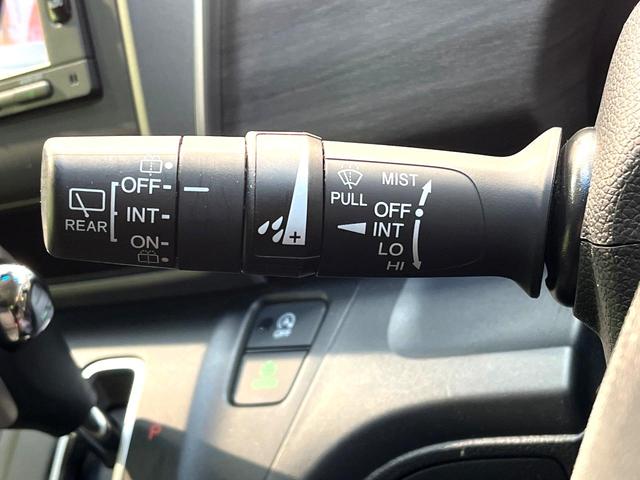 OFF
INT
ON
REAR
+
MIST
PULL
OFF
INT
LO
HI
P